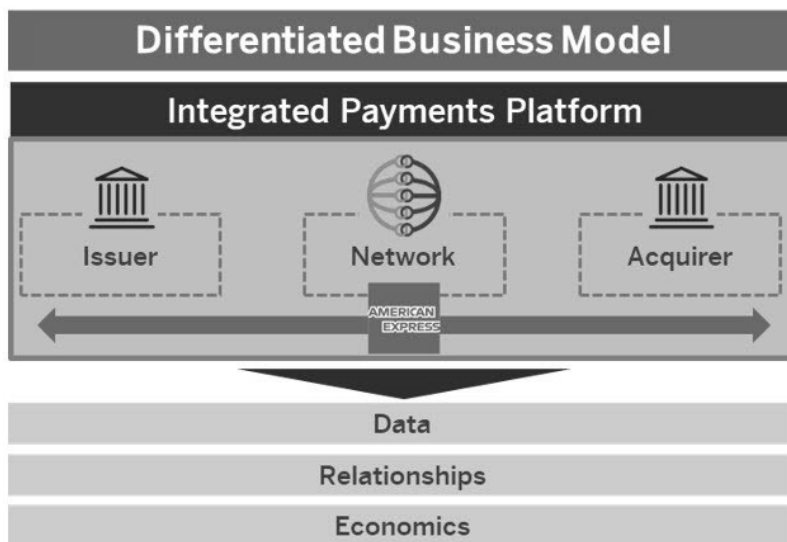 Differentiated Business Model
Integrated Payments Platform
Issuer
Network
Acquirer
AMERICAN
EXPRESS
Data
Relationships
Economics